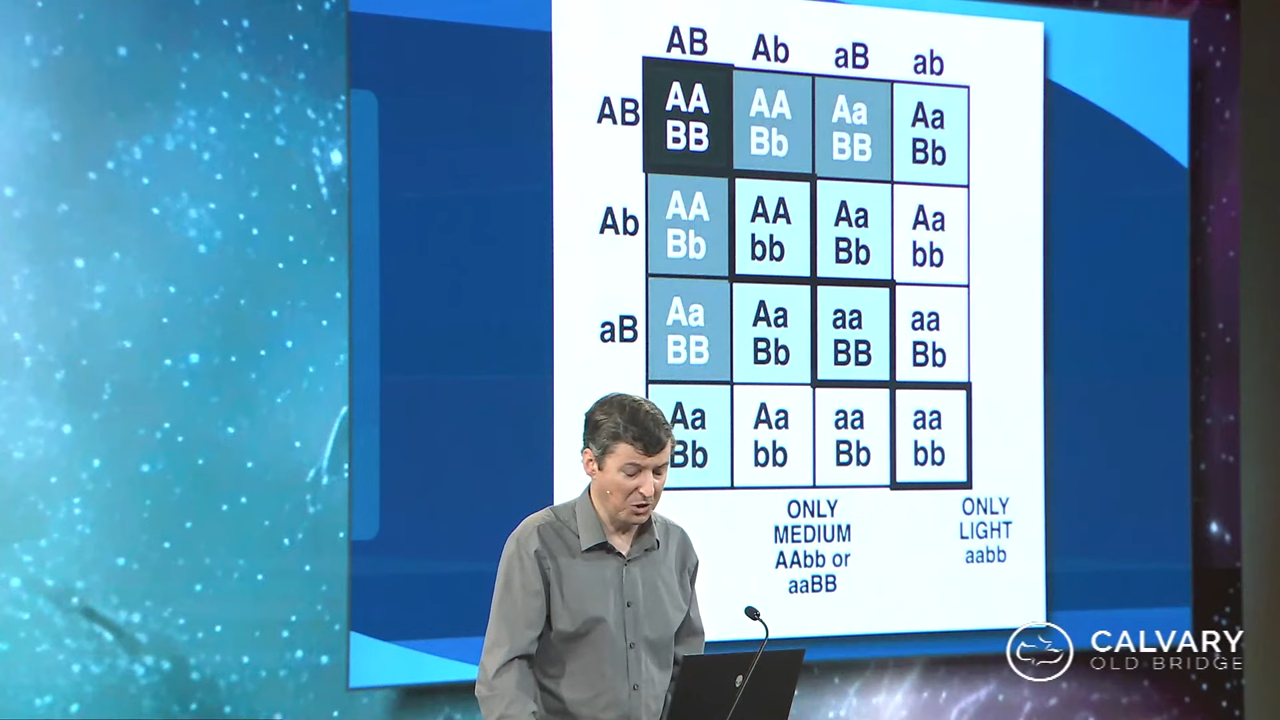 AB Ab aB ab
AB AA AA Aa Aa
BB Bb BB Bb
Ab AA AA Aa Aa
Bb bb Bb bb
aB Aa Aa aa aa
BB Bb BB Bb
Aa Aa aa aa
Bb bb Bb bb
ONLY
MEDIUM
AAbb or
aaBB
ONLY
LIGHT
aabb
CALVARY
OLD BRIDGE